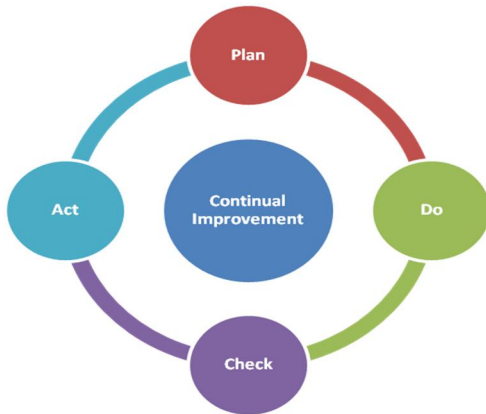 Plan
Act
Continual
Improvement
Do
Check